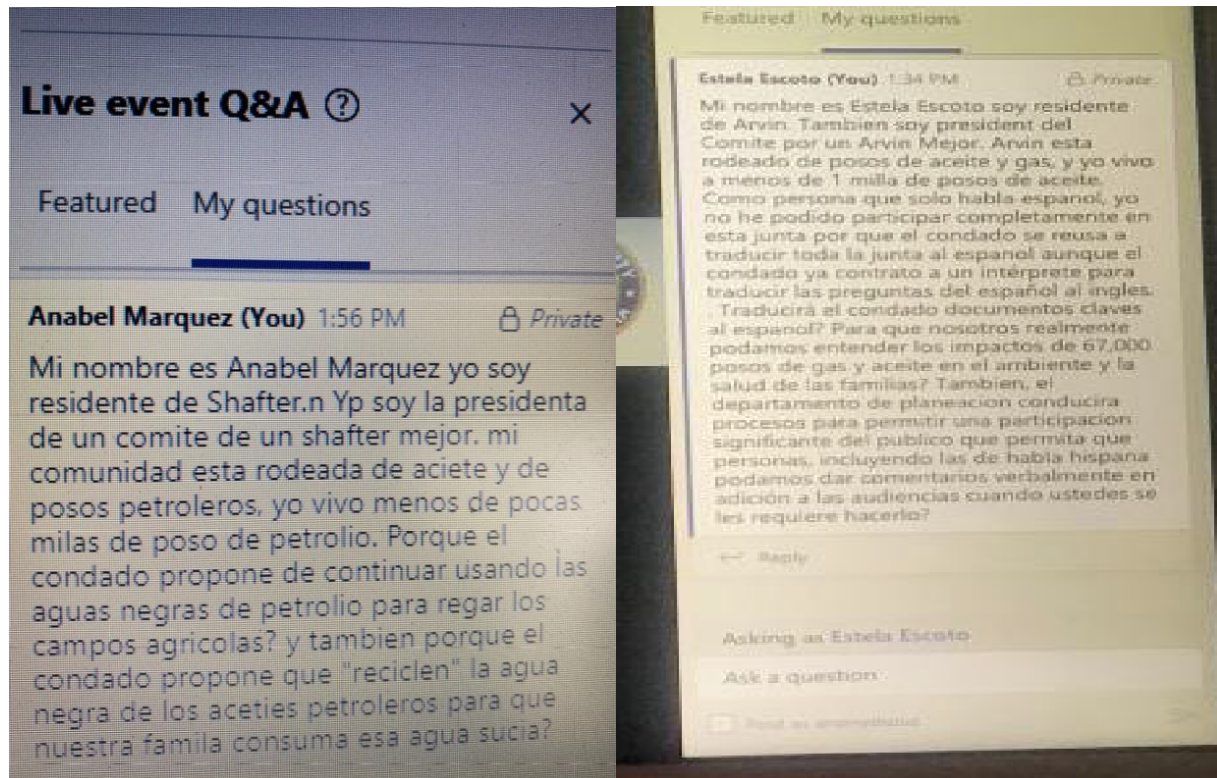 Live event Q&A ?
Featured My questions
Anabel Marquez (You) 1:56 PM Private
Mi nombre es Anabel Marquez yo soy
residente de Shafter.n Yp soy la presidenta
de un comite de un shafter mejor. mi
comunidad esta rodeada de aciete y de
posos petroleros, yo vivo menos de pocas
milas de poso de petrolio. Porque el
condado propone de continuar usando las
aguas negras de petrolio para regar los
campos agricolas? y tambien porque el
condado propone que "reciclen" la agua
negra de los aceties petroleros para que
nuestra famila consuma esa agua sucia?
Featured My questions
Estela Escoto (You) 1:34 PM Private
Mi nombre es Estela Escoto soy residente
de Arvin. Tambien soy president del
Comite por un Arvin Mejor. Arvin esta
rodeado de posos de aceite y gas, y yo vivo
a menos de 1 milla de posos de aceite.
Como persona que solo habla espanol, yo
no he podido participar completamente en
esta junta por que el condado se reusa a
traducir toda la junta al espanol aunque el
condado ya contrato a un intérprete para
traducir las preguntas del español al ingles.
. Traducirá el condado documentos claves
al español? Para que nosotros realmente
podamos entender los impactos de 67,000
posos de gas y aceite en el ambiente y la
salud de las familias? Tambien, el
departamento de planeacion conducira
procesos para permitir una participacion
significante del publico que permita que
personas, incluyendo las de habla hispana
podamos dar comentarios verbalmente en
adición a las audiencias cuando ustedes se
les requiere hacerlo?
Reply
Asking as Estela Escoto
Ask a question
Post as anonymous